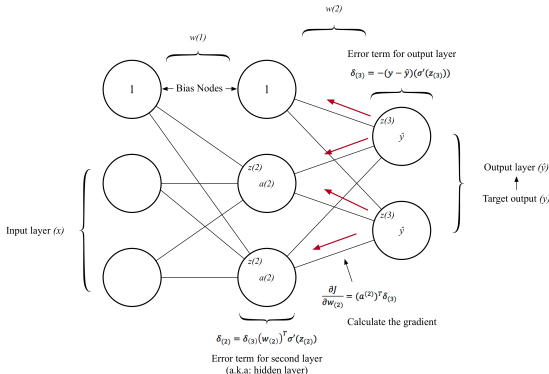 w(1)
w(2)
Error term for output layer
δ₍₃₎ = −(y − ŷ)(σ′(z₍₃₎))
1
Bias Nodes
1
z(3)
ŷ
z(2)
a(2)
Input layer (x)
z(3)
ŷ
Output layer (ŷ)
Target output (y)
z(2)
a(2)
∂J/∂w₍₂₎ = (a⁽²⁾)ᵀδ₍₃₎
Calculate the gradient
δ₍₂₎ = δ₍₃₎(w₍₂₎)ᵀσ′(z₍₂₎)
Error term for second layer
(a.k.a: hidden layer)